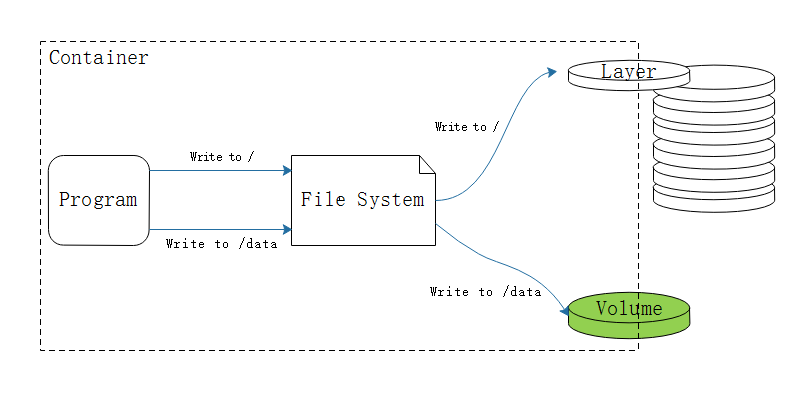 Container
Layer
Write to /
Write to /
Program
File System
Write to /data
Write to /data
Volume